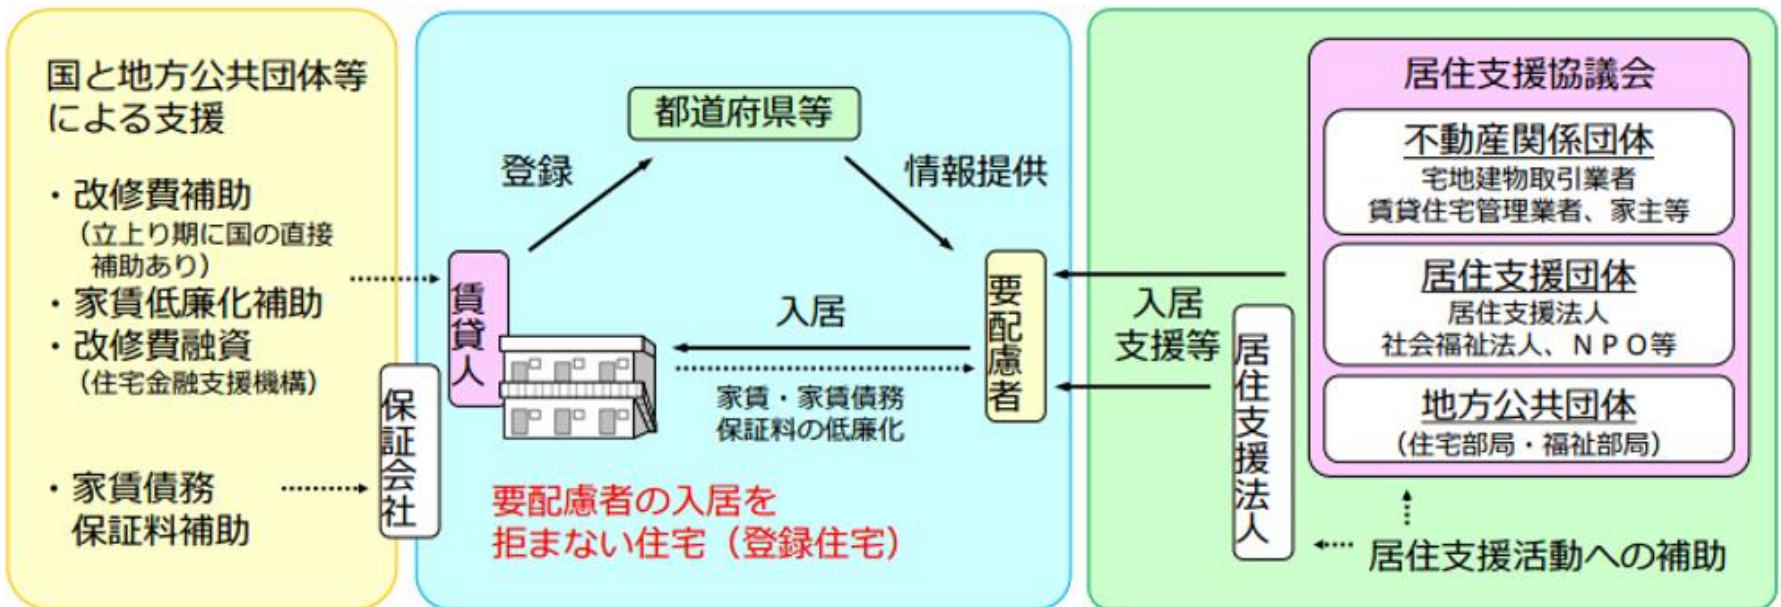 国と地方公共団体等
による支援
・改修費補助
（立上り期に国の直接
補助あり）
・家賃低廉化補助
・改修費融資
（住宅金融支援機構）
・家賃債務
保証料補助
保証会社
都道府県等
登録
情報提供
賃貸人
入居
家賃・家賃債務
保証料の低廉化
要配慮者
要配慮者の入居を
拒まない住宅（登録住宅）
入居
支援等
居住支援法人
居住支援協議会
不動産関係団体
宅地建物取引業者
賃貸住宅管理業者、家主等
居住支援団体
居住支援法人
社会福祉法人、ＮＰＯ等
地方公共団体
（住宅部局・福祉部局）
居住支援活動への補助